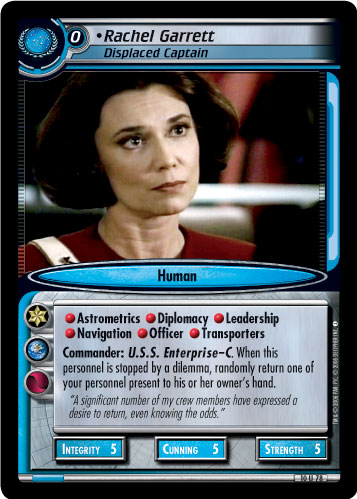 0 •Rachel Garrett
Displaced Captain
Human
Astrometrics Diplomacy Leadership
Navigation Officer Transporters
Commander: U.S.S. Enterprise-C. When this
personnel is stopped by a dilemma, randomly return one
of your personnel present to his or her owner's hand.
"A significant number of my crew members have expressed a
desire to return, even knowing the odds."
Integrity 5 Cunning 5 Strength 5